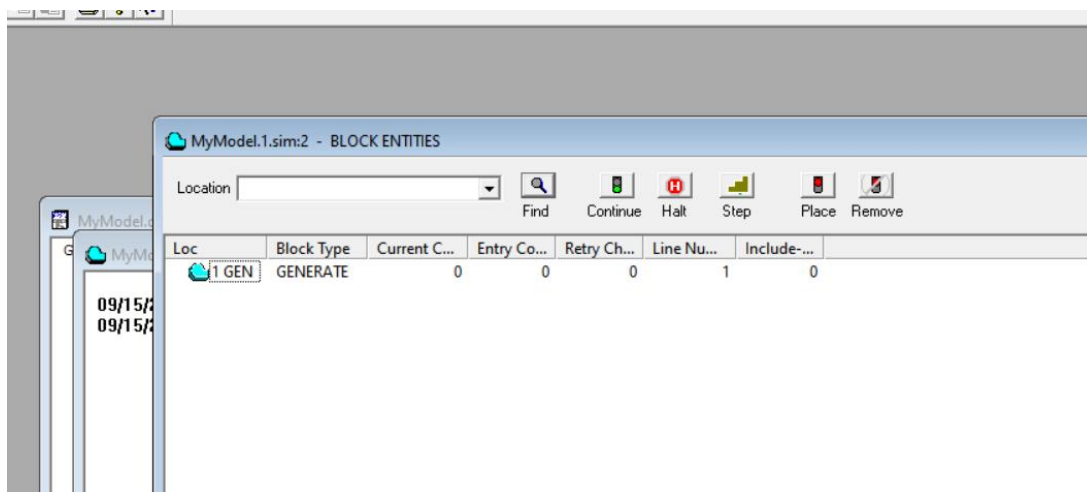 MyModel.1.sim:2 - BLOCK ENTITIES
Location
Find Continue Halt Step Place Remove
MyModel.
G
MyMo
Loc Block Type Current C... Entry Co... Retry Ch... Line Nu... Include-...
1 GEN GENERATE 0 0 0 1 0
09/15/2
09/15/2